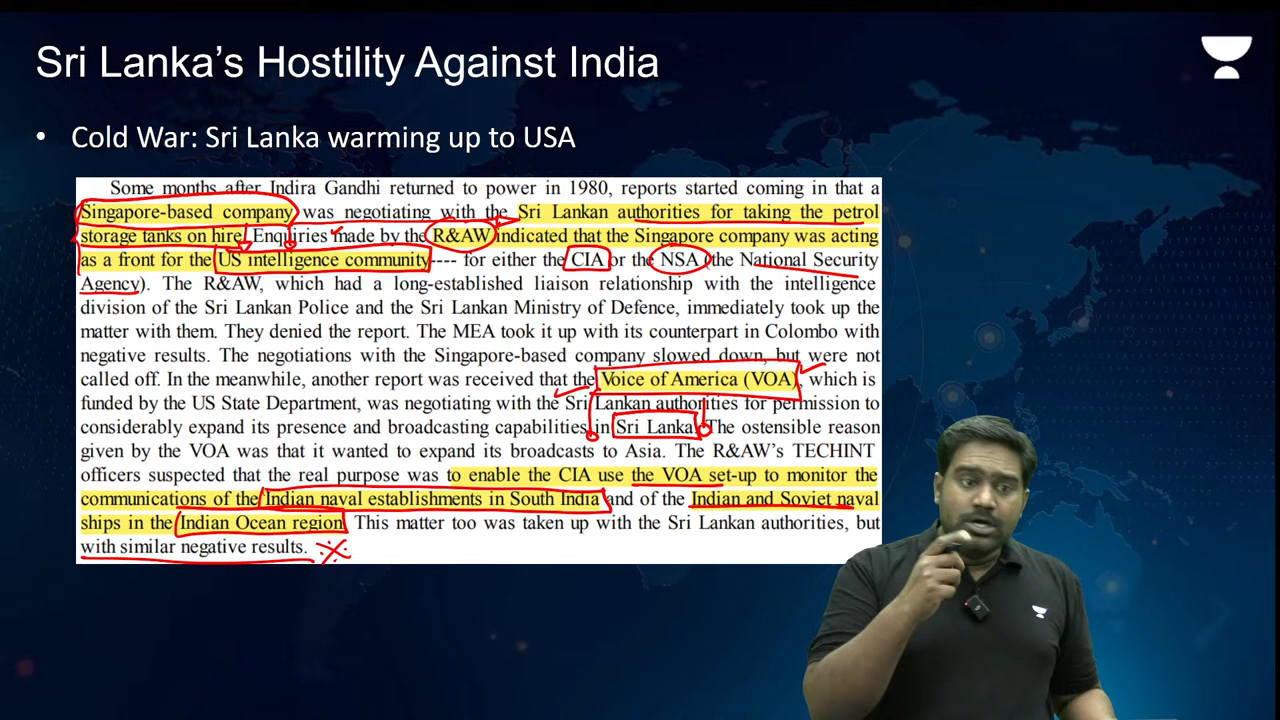 Sri Lanka’s Hostility Against India
• Cold War: Sri Lanka warming up to USA
Some months after Indira Gandhi returned to power in 1980, reports started coming in that a
Singapore-based company was negotiating with the Sri Lankan authorities for taking the petrol
storage tanks on hire. Enquiries made by the R&AW indicated that the Singapore company was acting
as a front for the US intelligence community---- for either the CIA or the NSA (the National Security
Agency). The R&AW, which had a long-established liaison relationship with the intelligence
division of the Sri Lankan Police and the Sri Lankan Ministry of Defence, immediately took up the
matter with them. They denied the report. The MEA took it up with its counterpart in Colombo with
negative results. The negotiations with the Singapore-based company slowed down, but were not
called off. In the meanwhile, another report was received that the Voice of America (VOA), which is
funded by the US State Department, was negotiating with the Sri Lankan authorities for permission to
considerably expand its presence and broadcasting capabilities in Sri Lanka. The ostensible reason
given by the VOA was that it wanted to expand its broadcasts to Asia. The R&AW's TECHINT
officers suspected that the real purpose was to enable the CIA use the VOA set-up to monitor the
communications of the Indian naval establishments in South India and of the Indian and Soviet naval
ships in the Indian Ocean region. This matter too was taken up with the Sri Lankan authorities, but
with similar negative results.